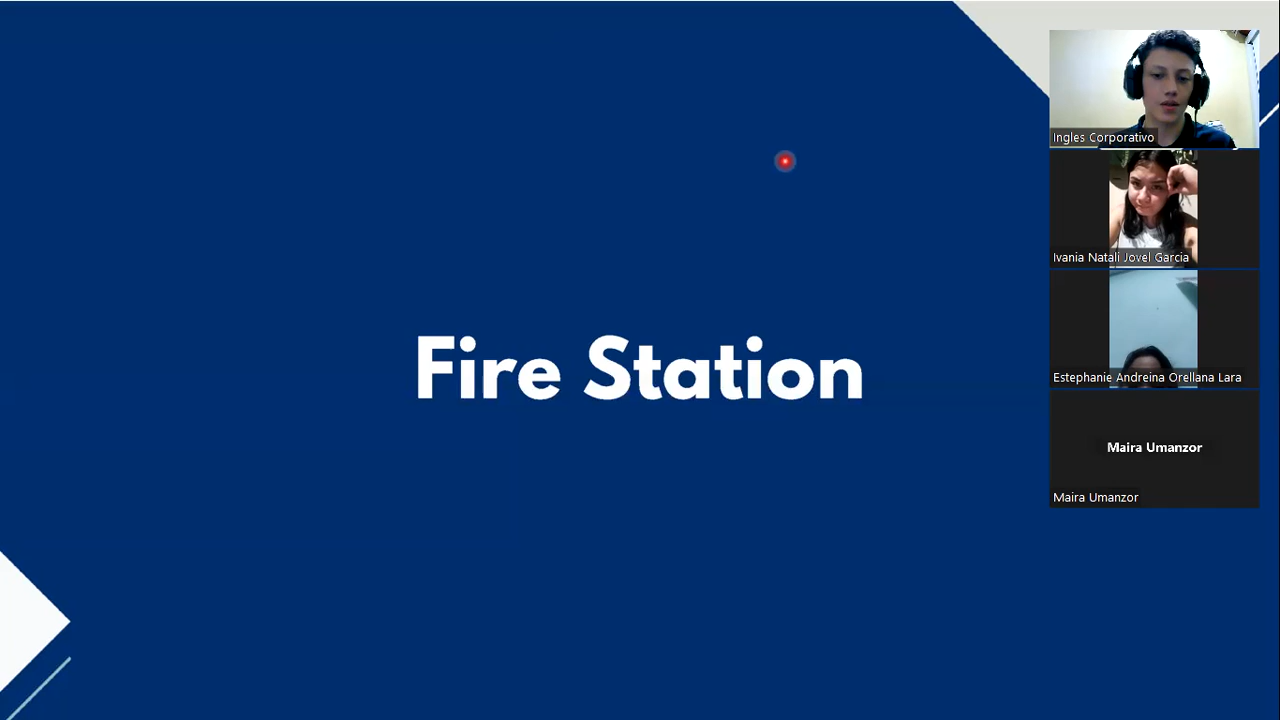 Fire Station
Ingles Corporativo
Ivania Natali Jovel Garcia
Estephanie Andreina Orellana Lara
Maira Umanzor
Maira Umanzor